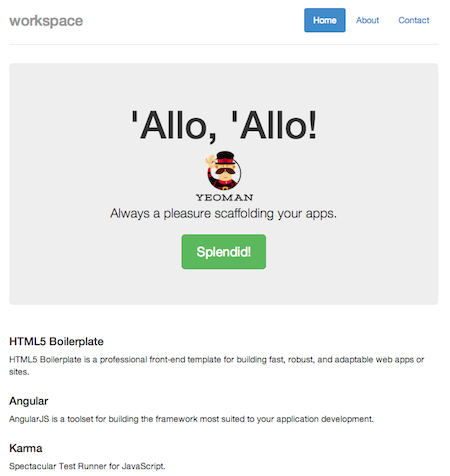 workspace
Home About Contact
'Allo, 'Allo!
YEOMAN
Always a pleasure scaffolding your apps.
Splendid!
HTML5 Boilerplate
HTML5 Boilerplate is a professional front-end template for building fast, robust, and adaptable web apps or
sites.
Angular
AngularJS is a toolset for building the framework most suited to your application development.
Karma
Spectacular Test Runner for JavaScript.